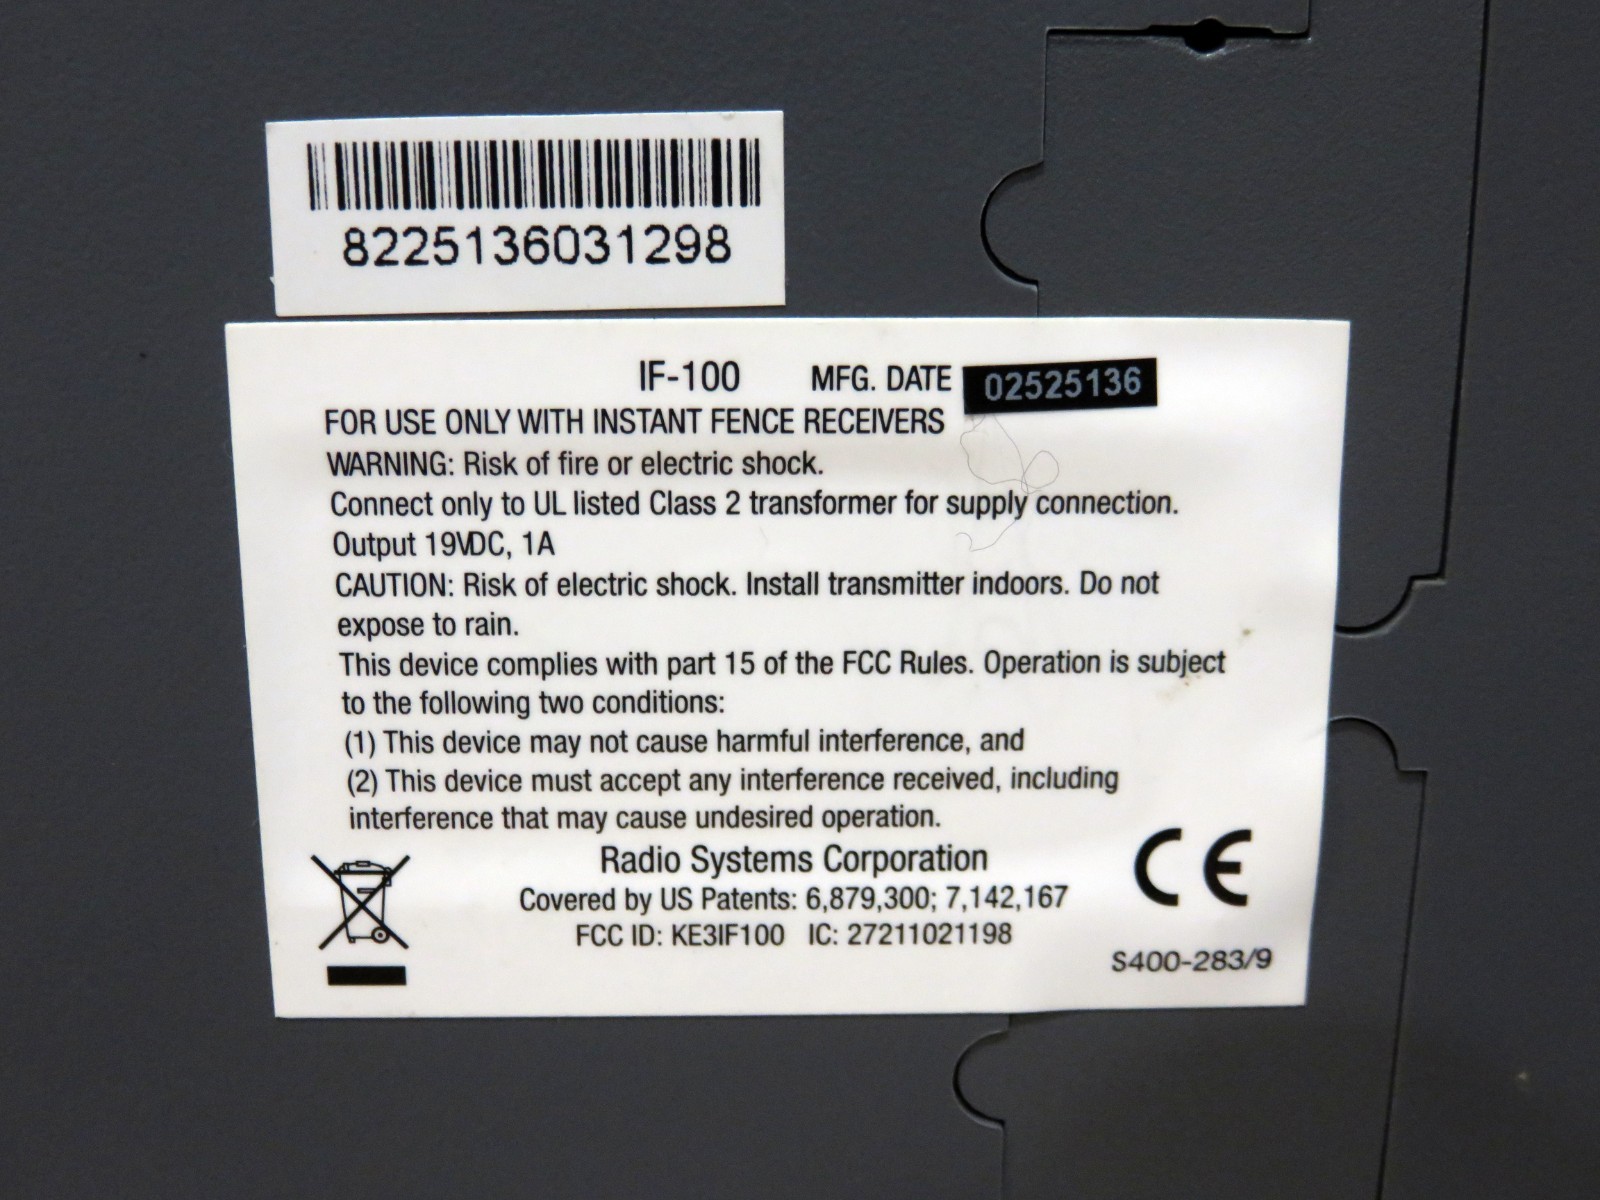 8225136031298
IF-100 MFG. DATE 02525136
FOR USE ONLY WITH INSTANT FENCE RECEIVERS
WARNING: Risk of fire or electric shock.
Connect only to UL listed Class 2 transformer for supply connection.
Output 19VDC, 1A
CAUTION: Risk of electric shock. Install transmitter indoors. Do not
expose to rain.
This device complies with part 15 of the FCC Rules. Operation is subject
to the following two conditions:
(1) This device may not cause harmful interference, and
(2) This device must accept any interference received, including
interference that may cause undesired operation.
Radio Systems Corporation
Covered by US Patents: 6,879,300; 7,142,167
FCC ID: KE3IF100 IC: 27211021198
CE
S400-283/9